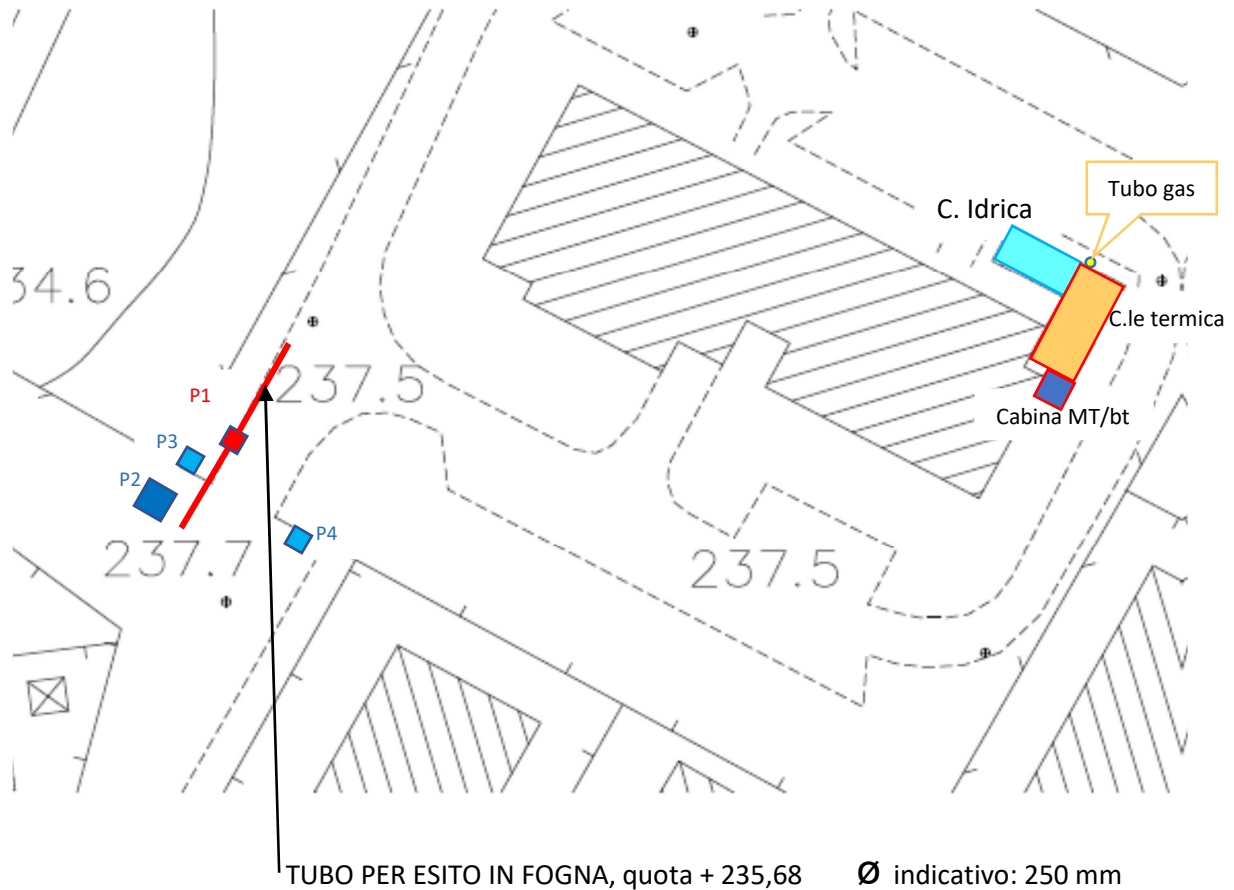 Tubo gas
C. Idrica
34.6
C.le termica
237.5
P1
Cabina MT/bt
P3
P2
P4
237.7
237.5
TUBO PER ESITO IN FOGNA, quota + 235,68 Ø indicativo: 250 mm